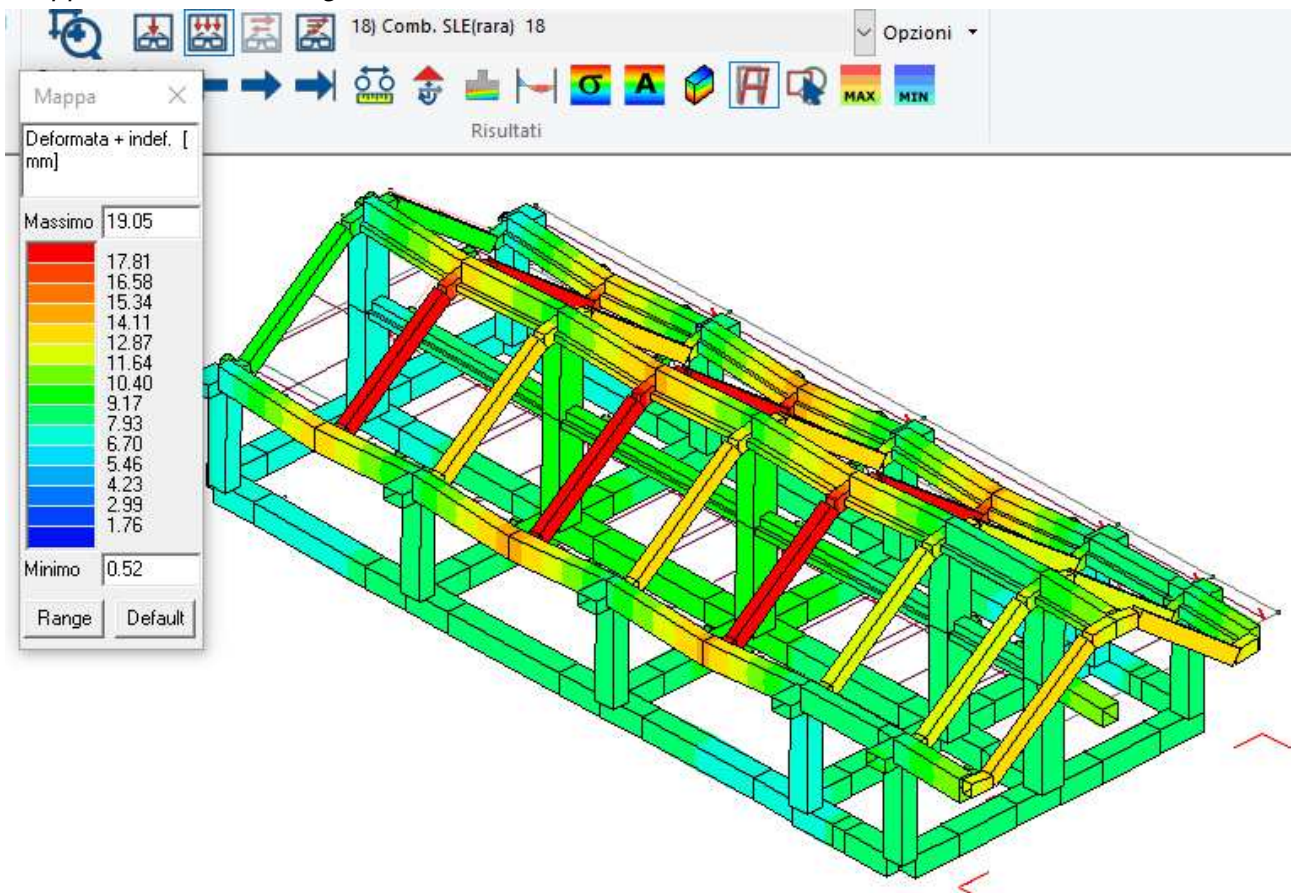 18) Comb. SLE(rara) 18
Opzioni
Mappa
σ
A
MAX
MIN
Risultati
Deformata + indef. [
mm]
Massimo 19.05
17.81
16.58
15.34
14.11
12.87
11.64
10.40
9.17
7.93
6.70
5.46
4.23
2.99
1.76
Minimo 0.52
Range Default